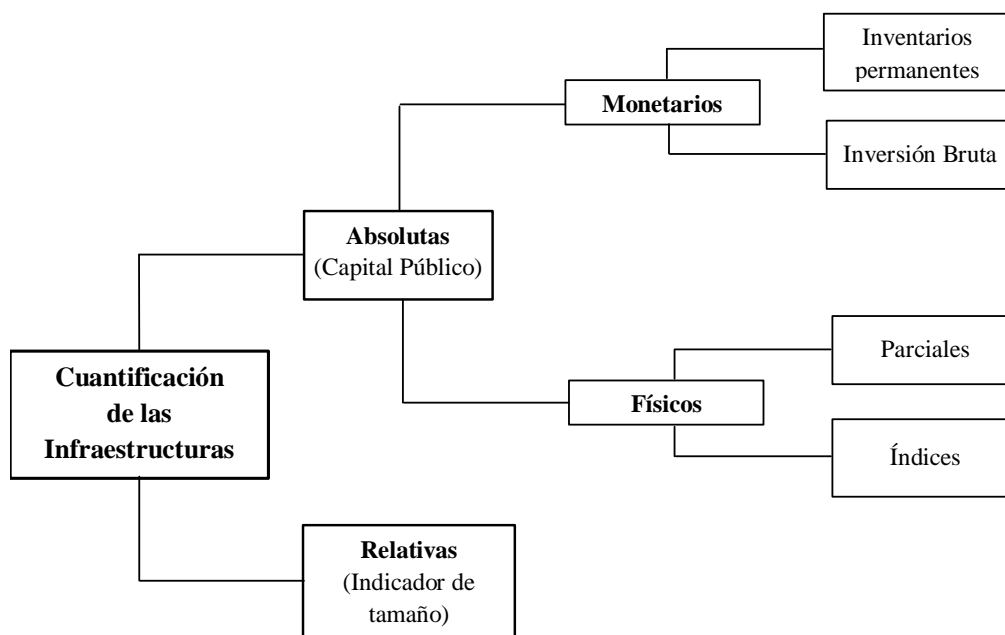 Inventarios
permanentes
Monetarios
Inversión Bruta
Absolutas
(Capital Público)
Parciales
Cuantificación
de las
Infraestructuras
Físicos
Índices
Relativas
(Indicador de
tamaño)